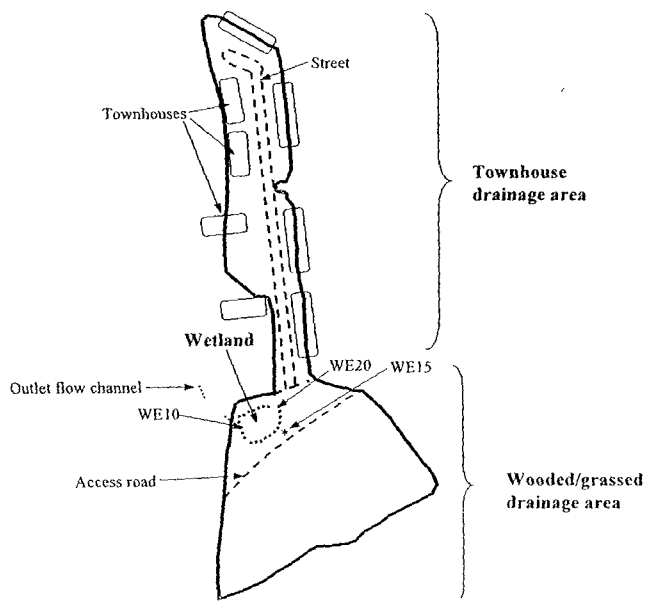 Street
Townhouses
Townhouse
drainage area
Wetland
WE20
WE15
Outlet flow channel
WE10
Access road
Wooded/grassed
drainage area